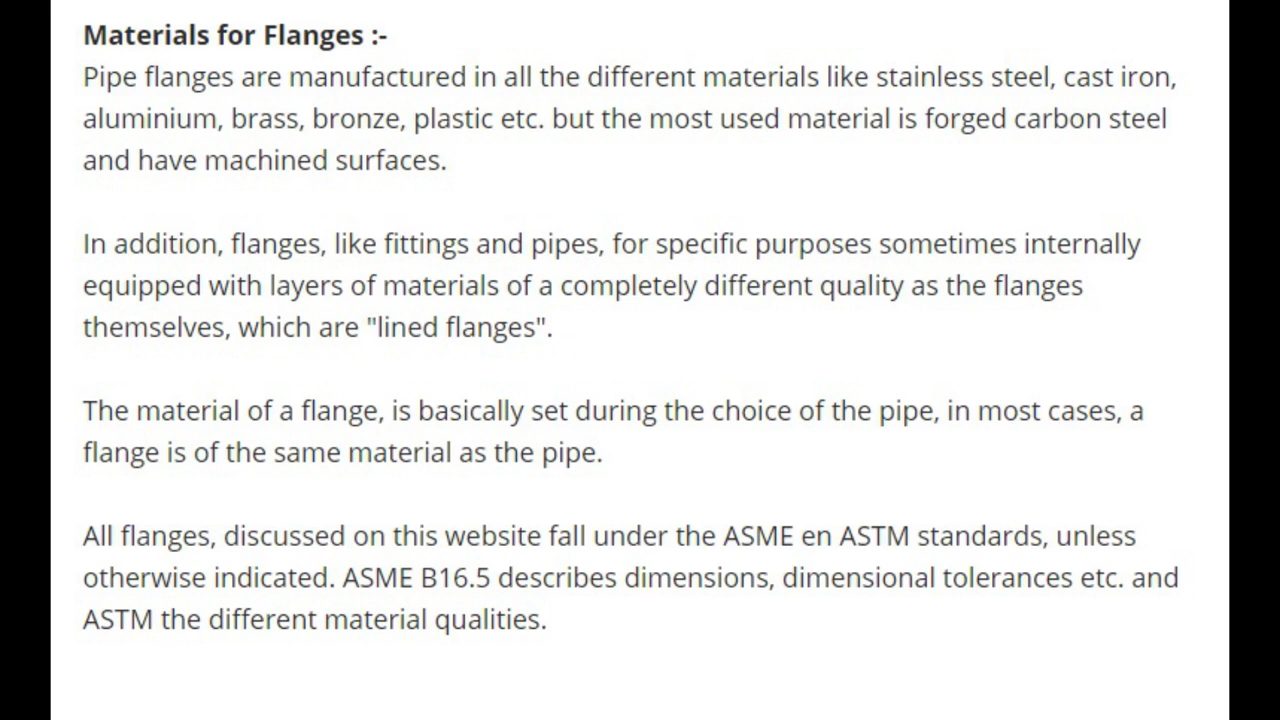 Materials for Flanges :-
Pipe flanges are manufactured in all the different materials like stainless steel, cast iron,
aluminium, brass, bronze, plastic etc. but the most used material is forged carbon steel
and have machined surfaces.
In addition, flanges, like fittings and pipes, for specific purposes sometimes internally
equipped with layers of materials of a completely different quality as the flanges
themselves, which are "lined flanges".
The material of a flange, is basically set during the choice of the pipe, in most cases, a
flange is of the same material as the pipe.
All flanges, discussed on this website fall under the ASME en ASTM standards, unless
otherwise indicated. ASME B16.5 describes dimensions, dimensional tolerances etc. and
ASTM the different material qualities.